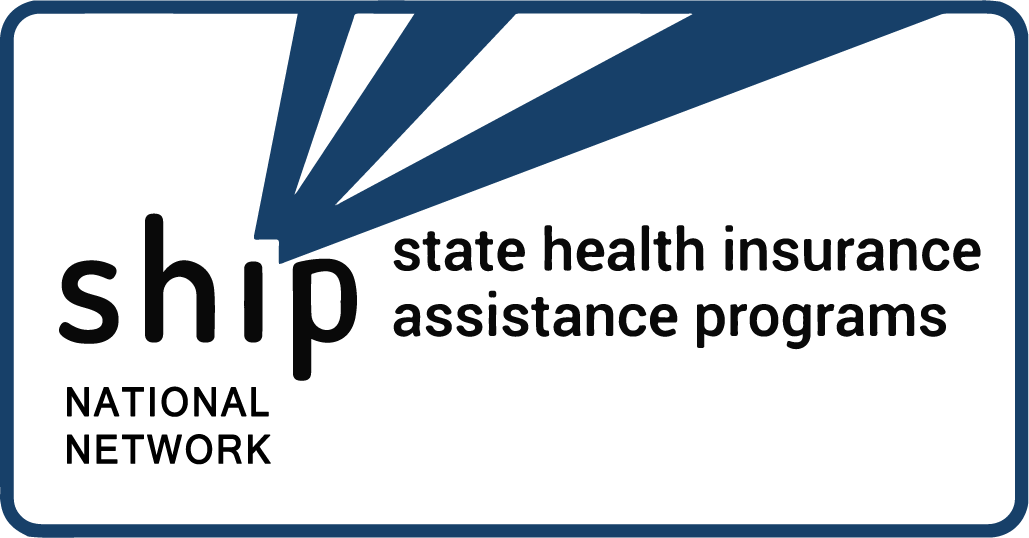 ship
state health insurance
assistance programs
NATIONAL
NETWORK